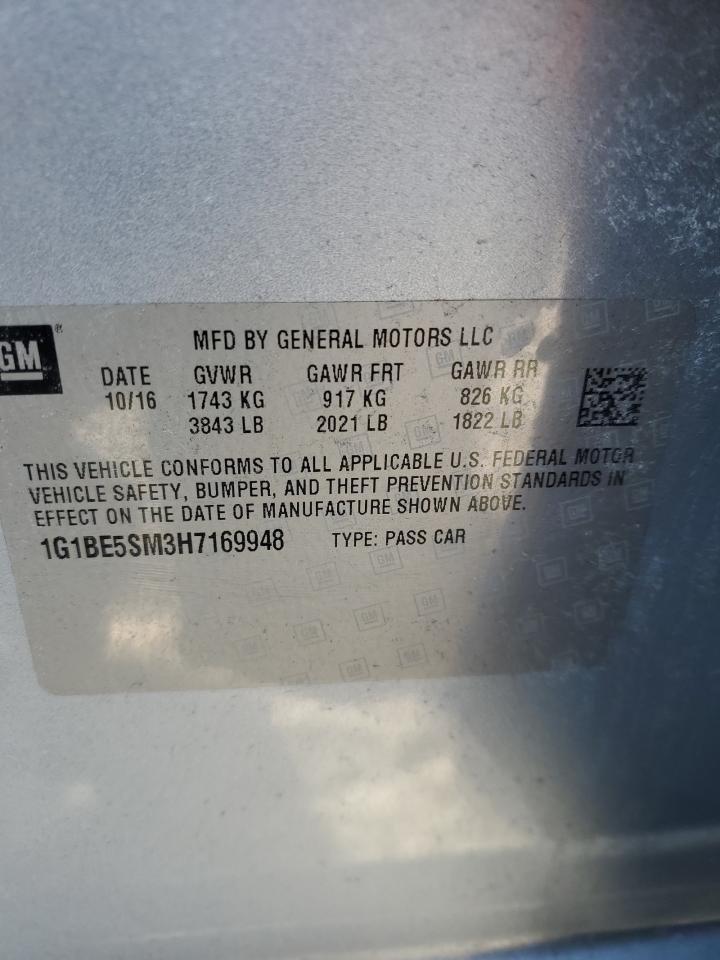 GM®
MFD BY GENERAL MOTORS LLC
DATE GVWR GAWR FRT GAWR RR
10/16 1743 KG 917 KG 826 KG
3843 LB 2021 LB 1822 LB
THIS VEHICLE CONFORMS TO ALL APPLICABLE U.S. FEDERAL MOTOR
VEHICLE SAFETY, BUMPER, AND THEFT PREVENTION STANDARDS IN
EFFECT ON THE DATE OF MANUFACTURE SHOWN ABOVE.
1G1BE5SM3H7169948 TYPE: PASS CAR